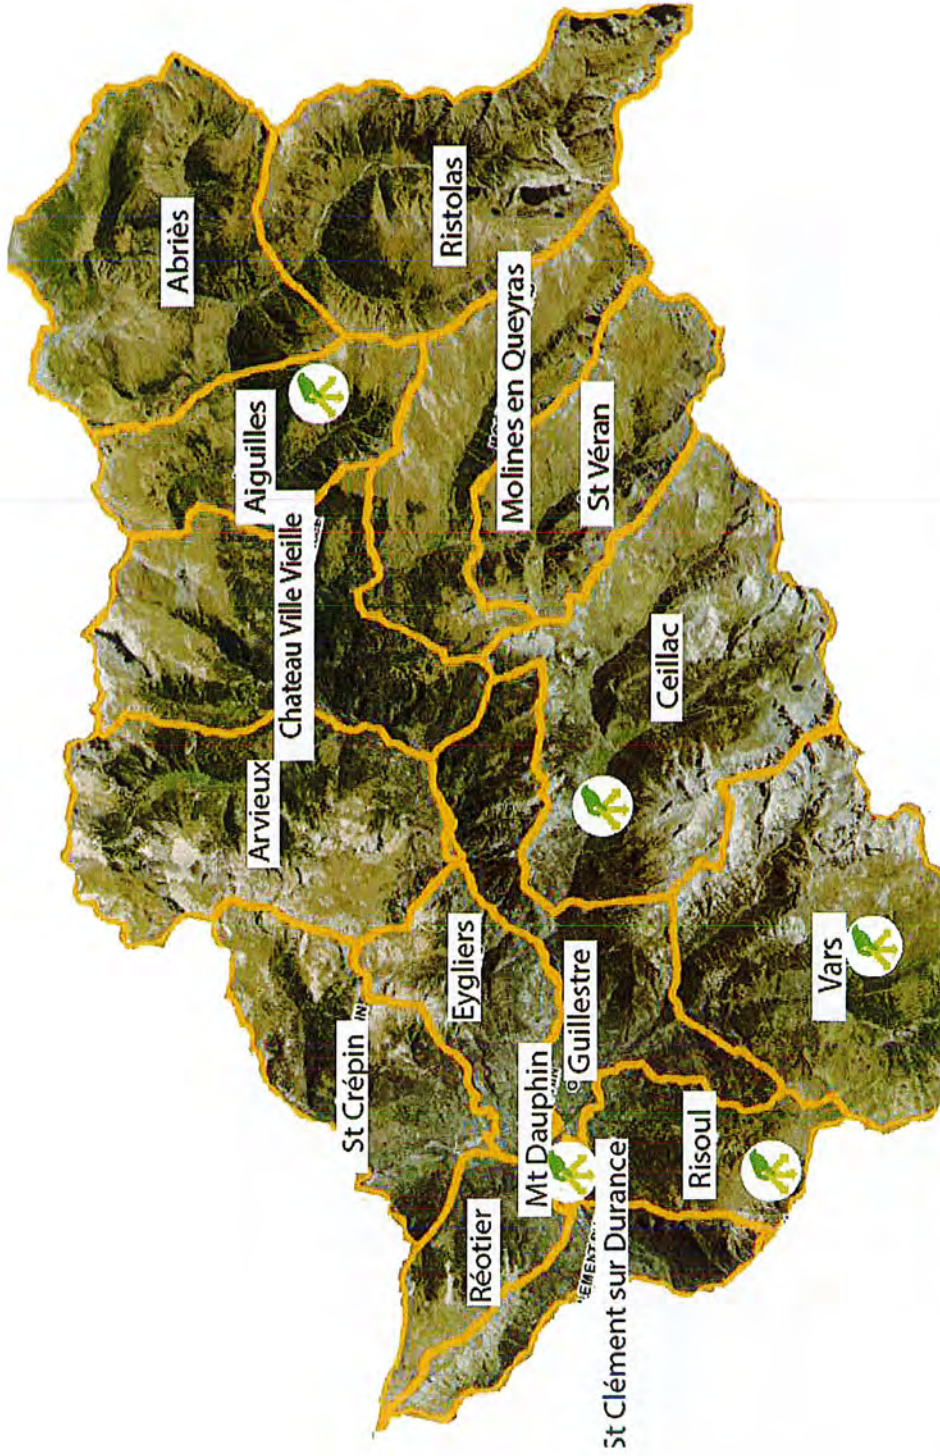 Abriès
Ristolas
Aiguilles
Molines en Queyras
St Véran
Chateau Ville Vieille
Ceillac
Arvieux
Eygliers
Guillestre
Vars
St Crépin
Mt Dauphin
Risoul
Réotier
St Clément sur Durance
EMENT